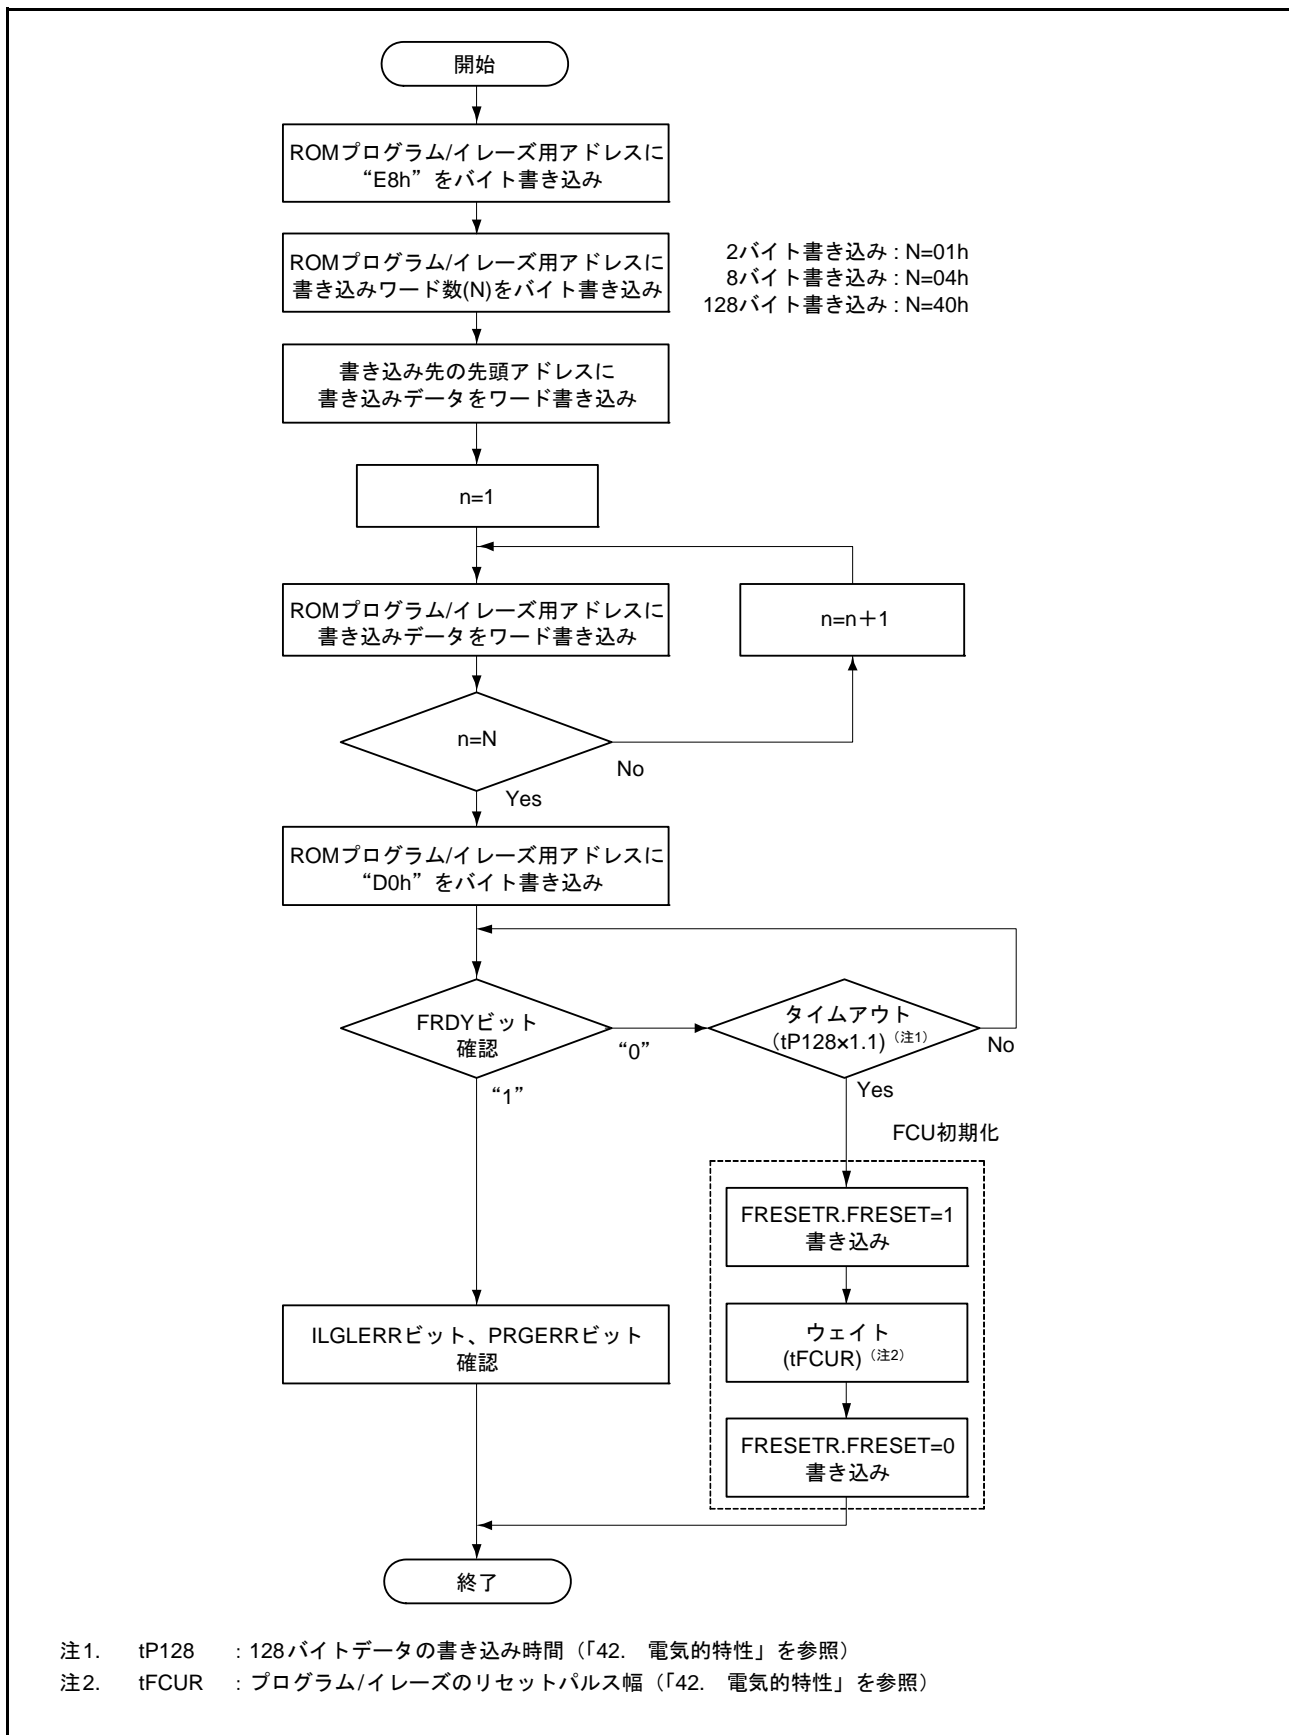 開始
ROMプログラム/イレーズ用アドレスに
“E8h”をバイト書き込み
ROMプログラム/イレーズ用アドレスに
書き込みワード数(N)をバイト書き込み
2バイト書き込み : N=01h
8バイト書き込み : N=04h
128バイト書き込み : N=40h
書き込み先の先頭アドレスに
書き込みデータをワード書き込み
n=1
ROMプログラム/イレーズ用アドレスに
書き込みデータをワード書き込み
n=n＋1
n=N
No
Yes
ROMプログラム/イレーズ用アドレスに
“D0h”をバイト書き込み
FRDYビット
確認
“0”
“1”
タイムアウト
(tP128×1.1)（注1）
No
Yes
FCU初期化
FRESETR.FRESET=1
書き込み
ウェイト
(tFCUR)（注2）
FRESETR.FRESET=0
書き込み
ILGLERRビット、PRGERRビット
確認
終了
注1. tP128 : 128バイトデータの書き込み時間（「42. 電気的特性」を参照）
注2. tFCUR : プログラム/イレーズのリセットパルス幅（「42. 電気的特性」を参照）